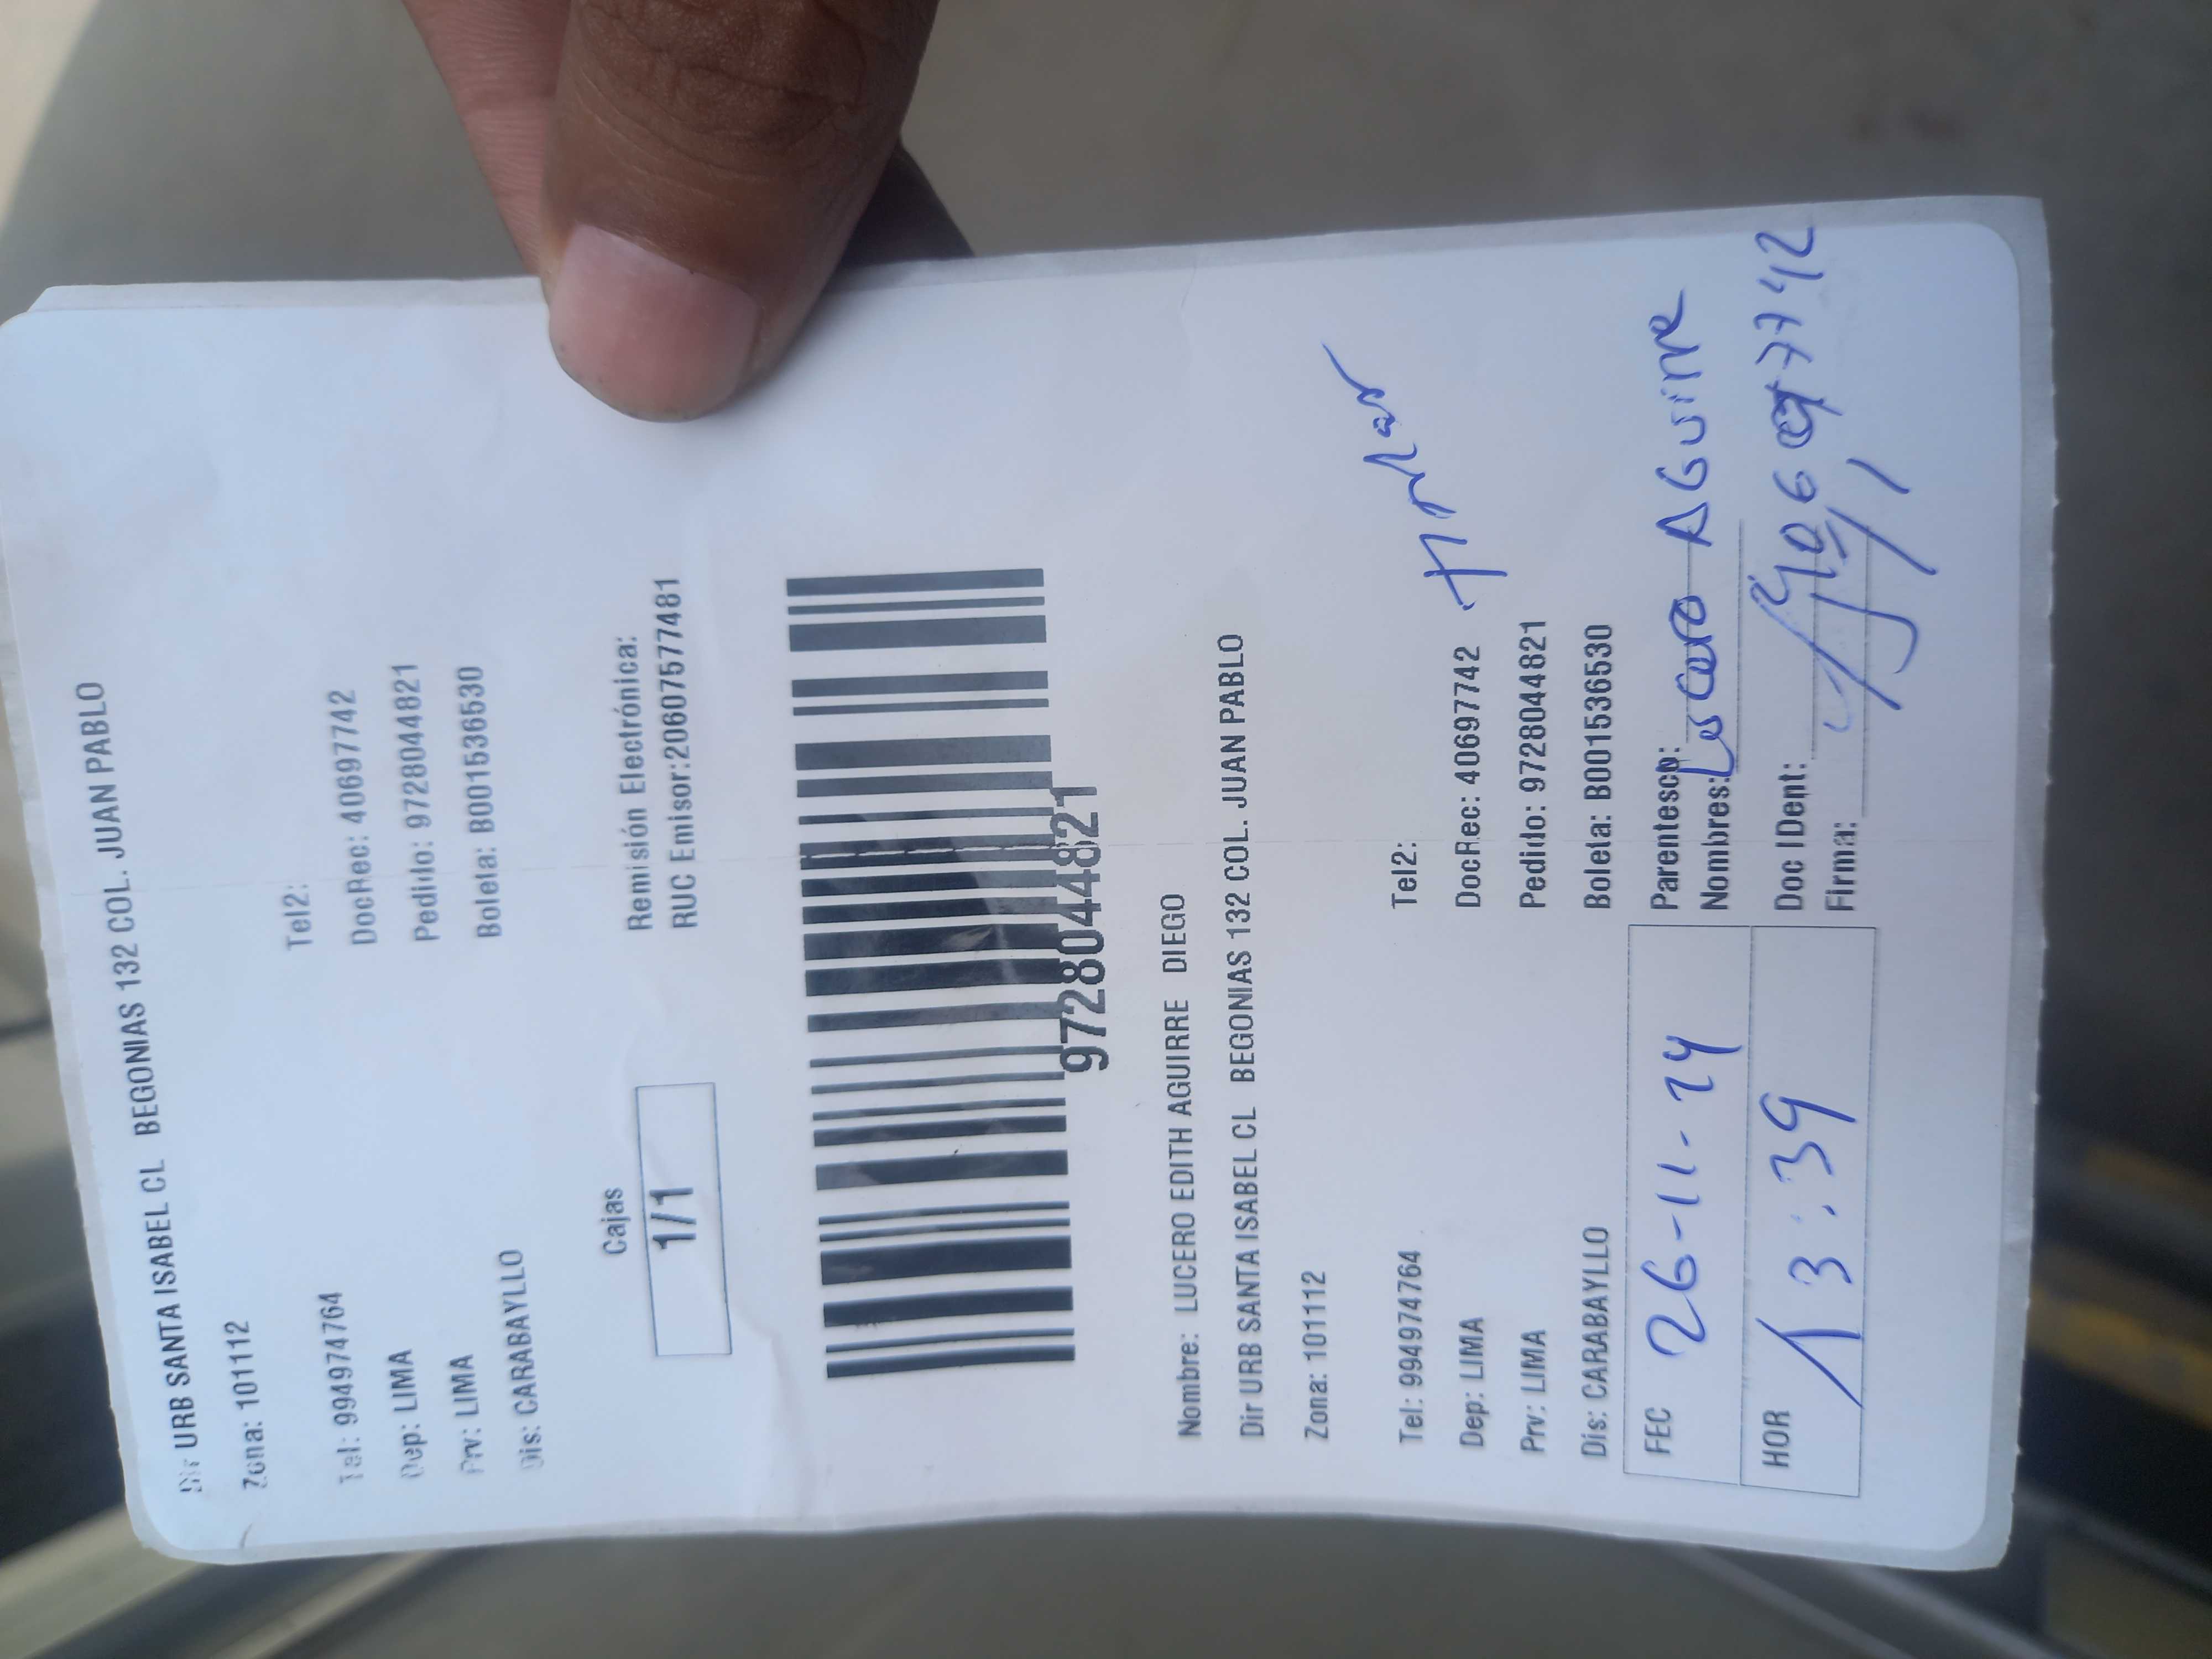 Dir URB SANTA ISABEL CL BEGONIAS 132 COL. JUAN PABLO
Zona: 101112
Tel: 994974764 Tel2:
Dep: LIMA DocRec: 40697742
Prv: LIMA Pedido: 9728044821
Dis: CARABAYLLO Boleta: B001536530
Cajas Remisión Electrónica:
1/1 RUC Emisor:20607577481
9728044821
Nombre: LUCERO EDITH AGUIRRE DIEGO
Dir URB SANTA ISABEL CL BEGONIAS 132 COL. JUAN PABLO
Zona: 101112
Tel: 994974764 Tel2:
Dep: LIMA DocRec: 40697742
Prv: LIMA Pedido: 9728044821
Dis: CARABAYLLO Boleta: B001536530
Titular
FEC 26-11-24 Parentesco:
Nombres: Lucero Aguirre
HOR 13:39 Doc IDent: 40697742
Firma: